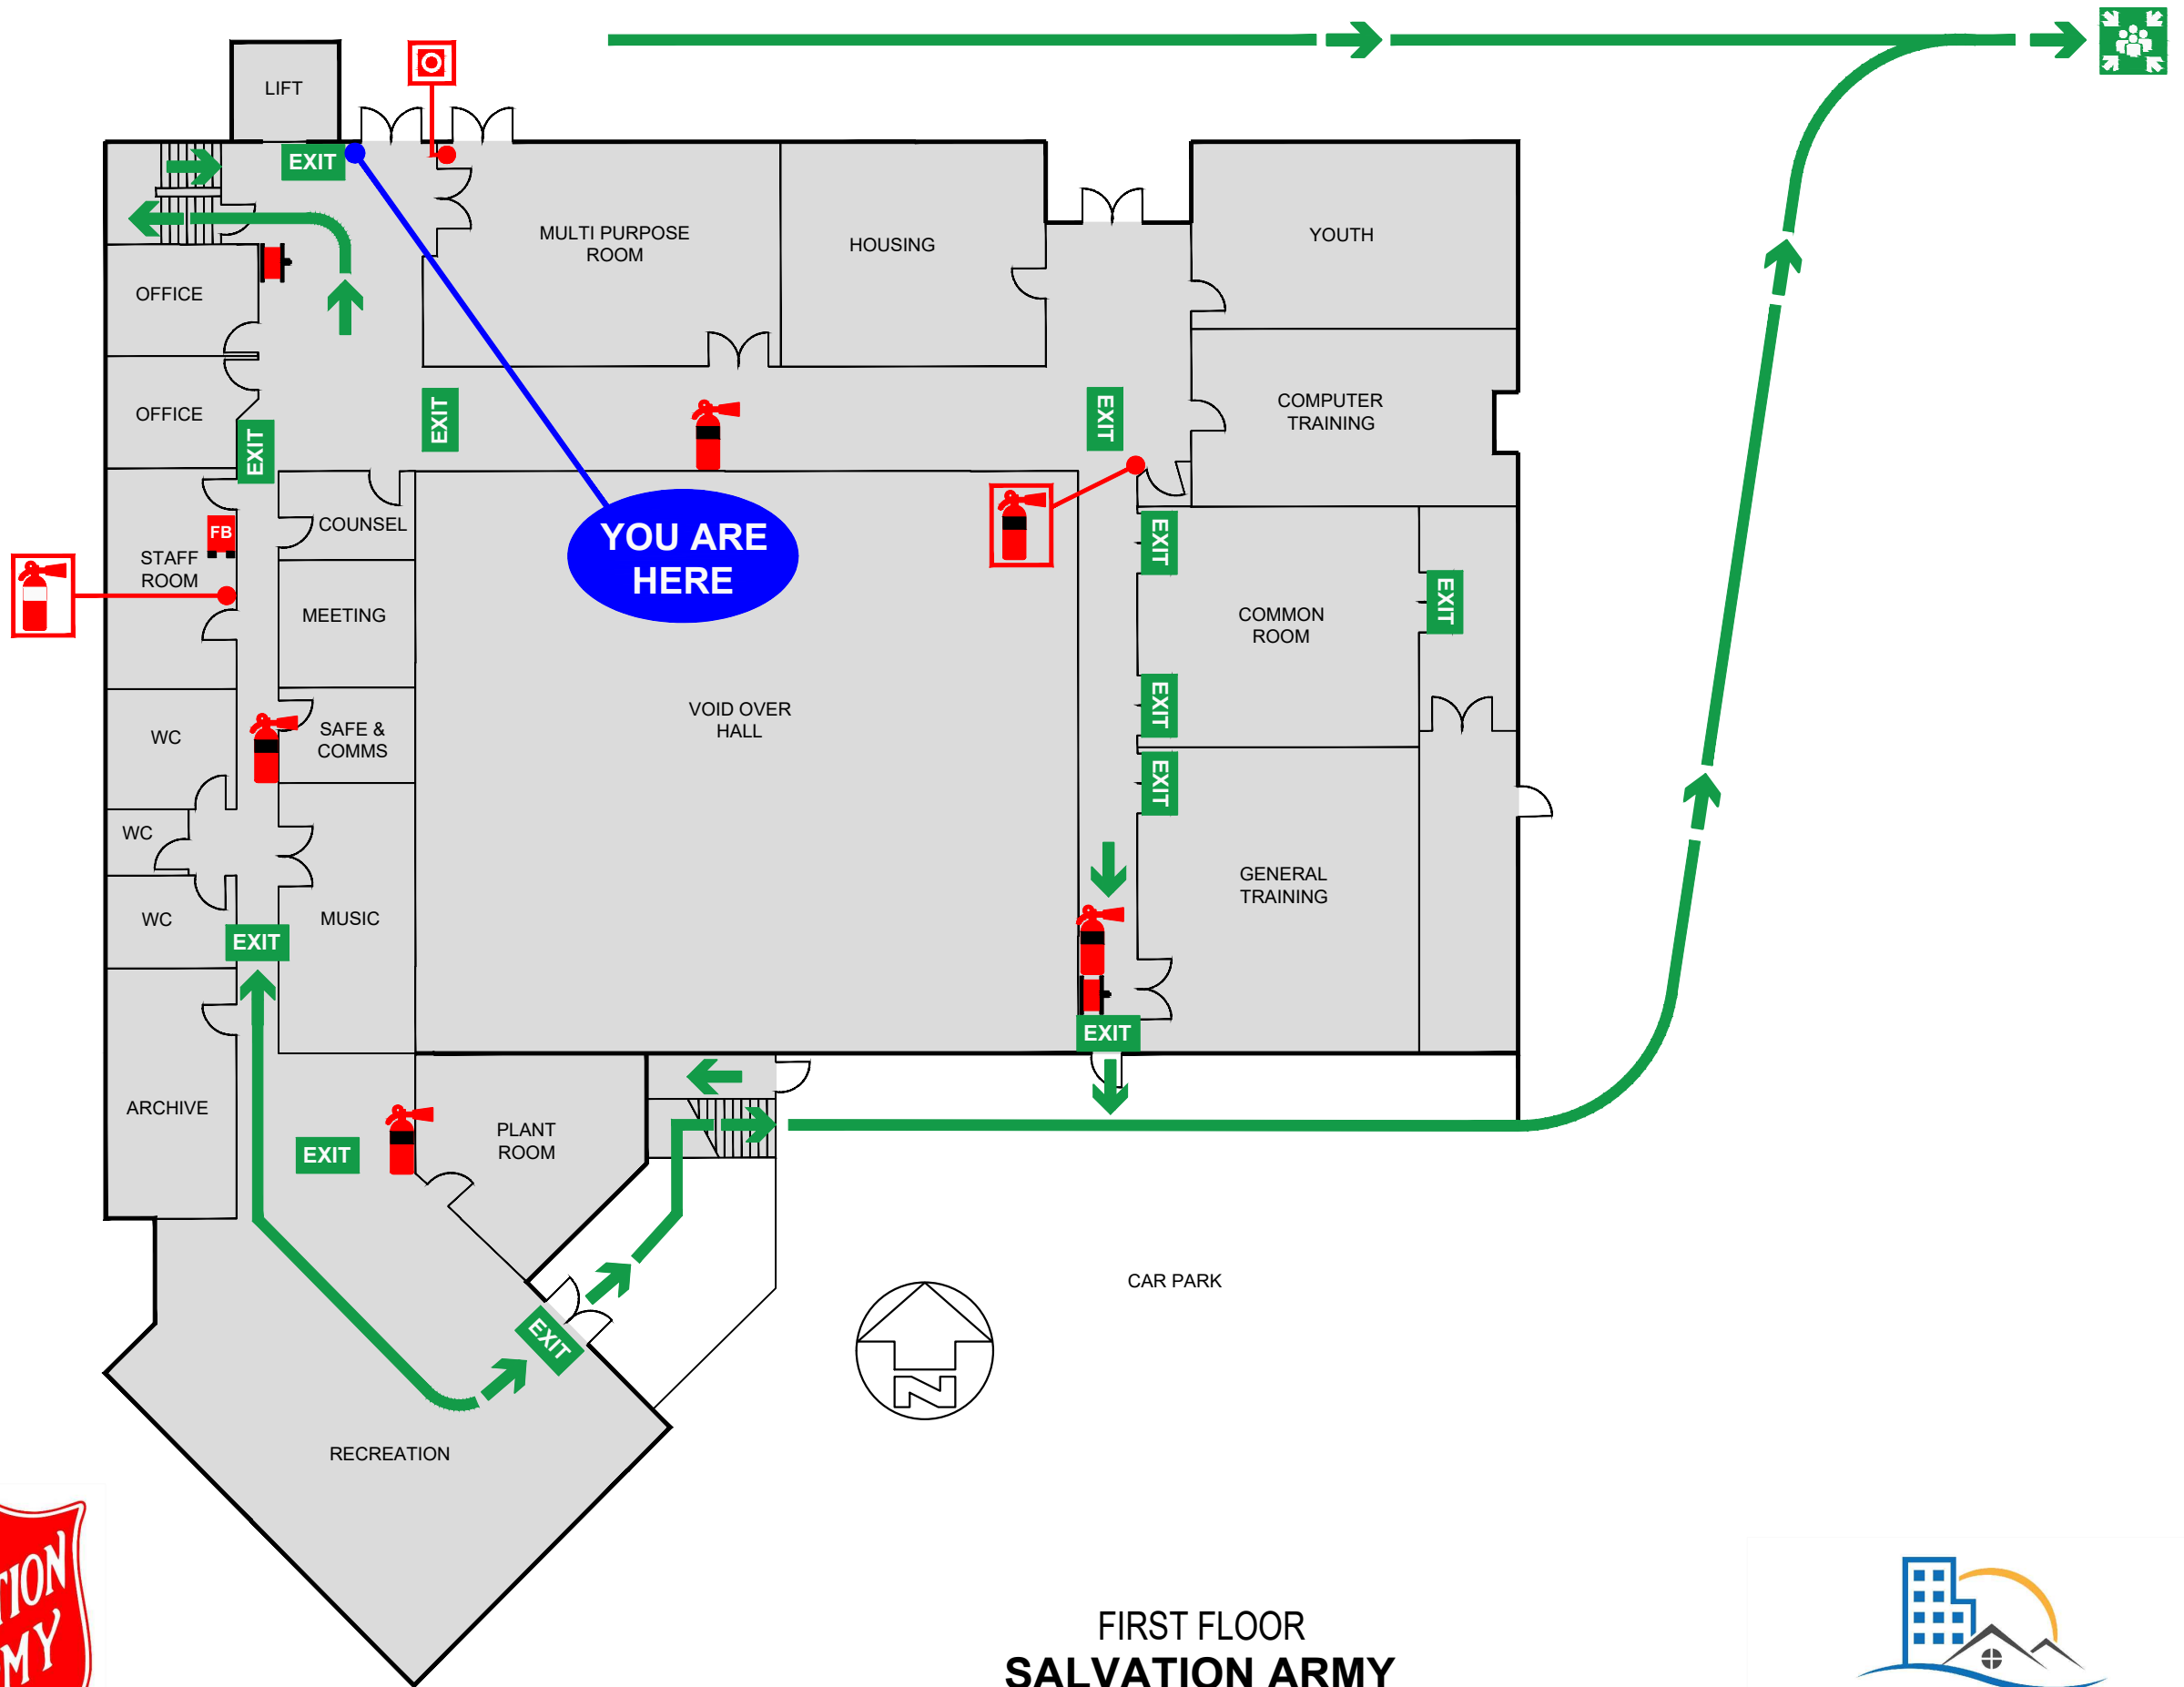 LIFT
EXIT
MULTI PURPOSE
ROOM
HOUSING
YOUTH
OFFICE
OFFICE
EXIT
EXIT
EXIT
COMPUTER
TRAINING
COUNSEL
FB
STAFF
ROOM
YOU ARE
HERE
EXIT
EXIT
MEETING
COMMON
ROOM
EXIT
WC
SAFE &
COMMS
VOID OVER
HALL
EXIT
WC
GENERAL
TRAINING
WC
MUSIC
EXIT
EXIT
ARCHIVE
EXIT
PLANT
ROOM
EXIT
CAR PARK
N
RECREATION
TION
MY
FIRST FLOOR
SALVATION ARMY